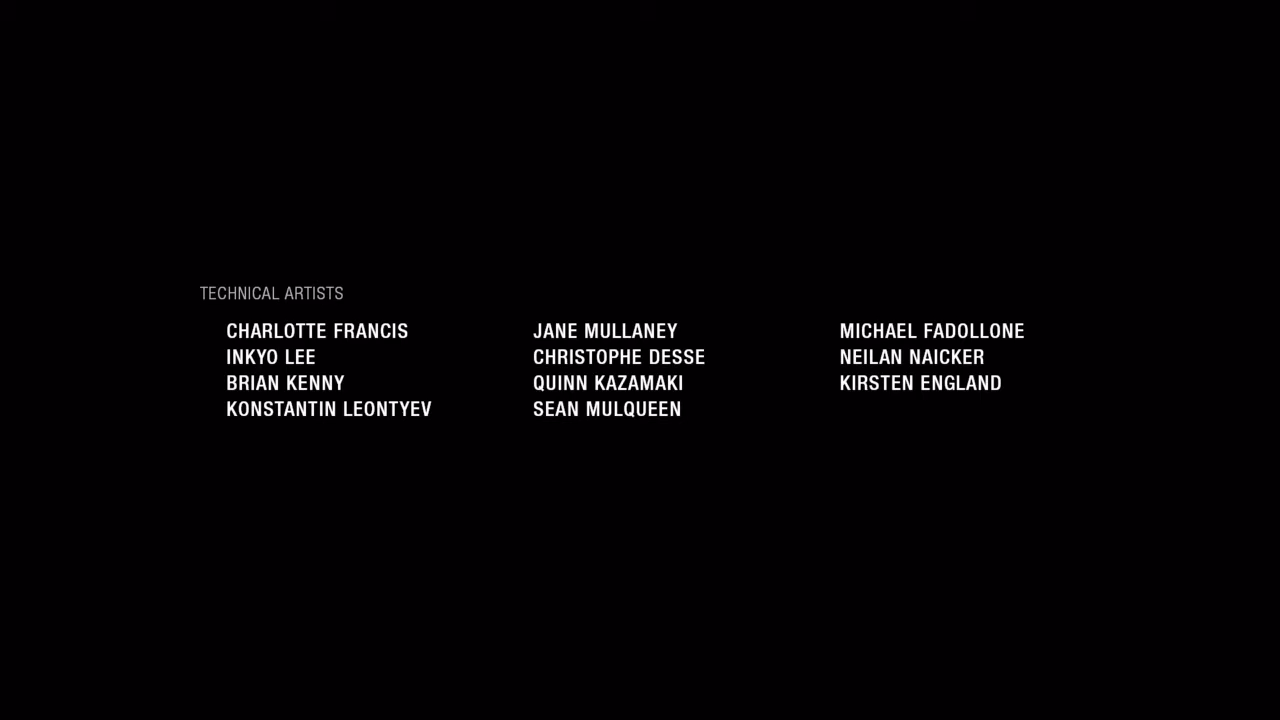 TECHNICAL ARTISTS
CHARLOTTE FRANCIS
INKYO LEE
BRIAN KENNY
KONSTANTIN LEONTYEV
JANE MULLANEY
CHRISTOPHE DESSE
QUINN KAZAMAKI
SEAN MULQUEEN
MICHAEL FADOLLONE
NEILAN NAICKER
KIRSTEN ENGLAND